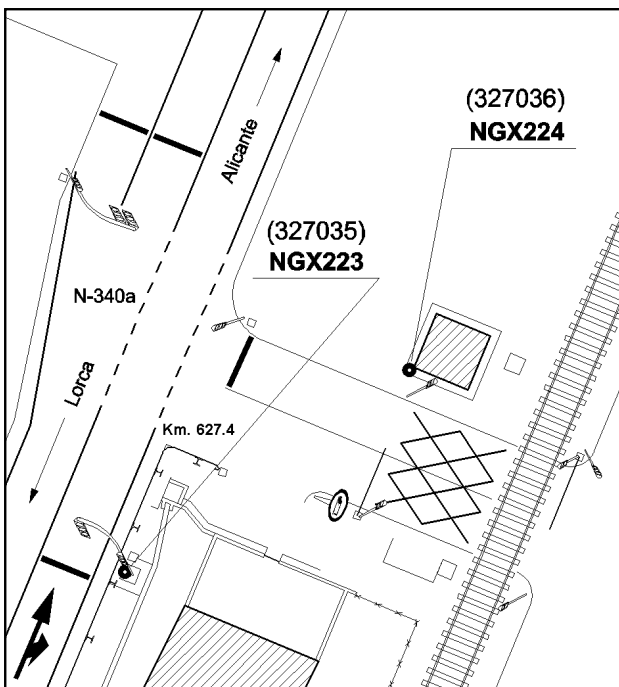 Alicante
(327036)
NGX224
(327035)
NGX223
N-340a
Lorca
Km. 627.4